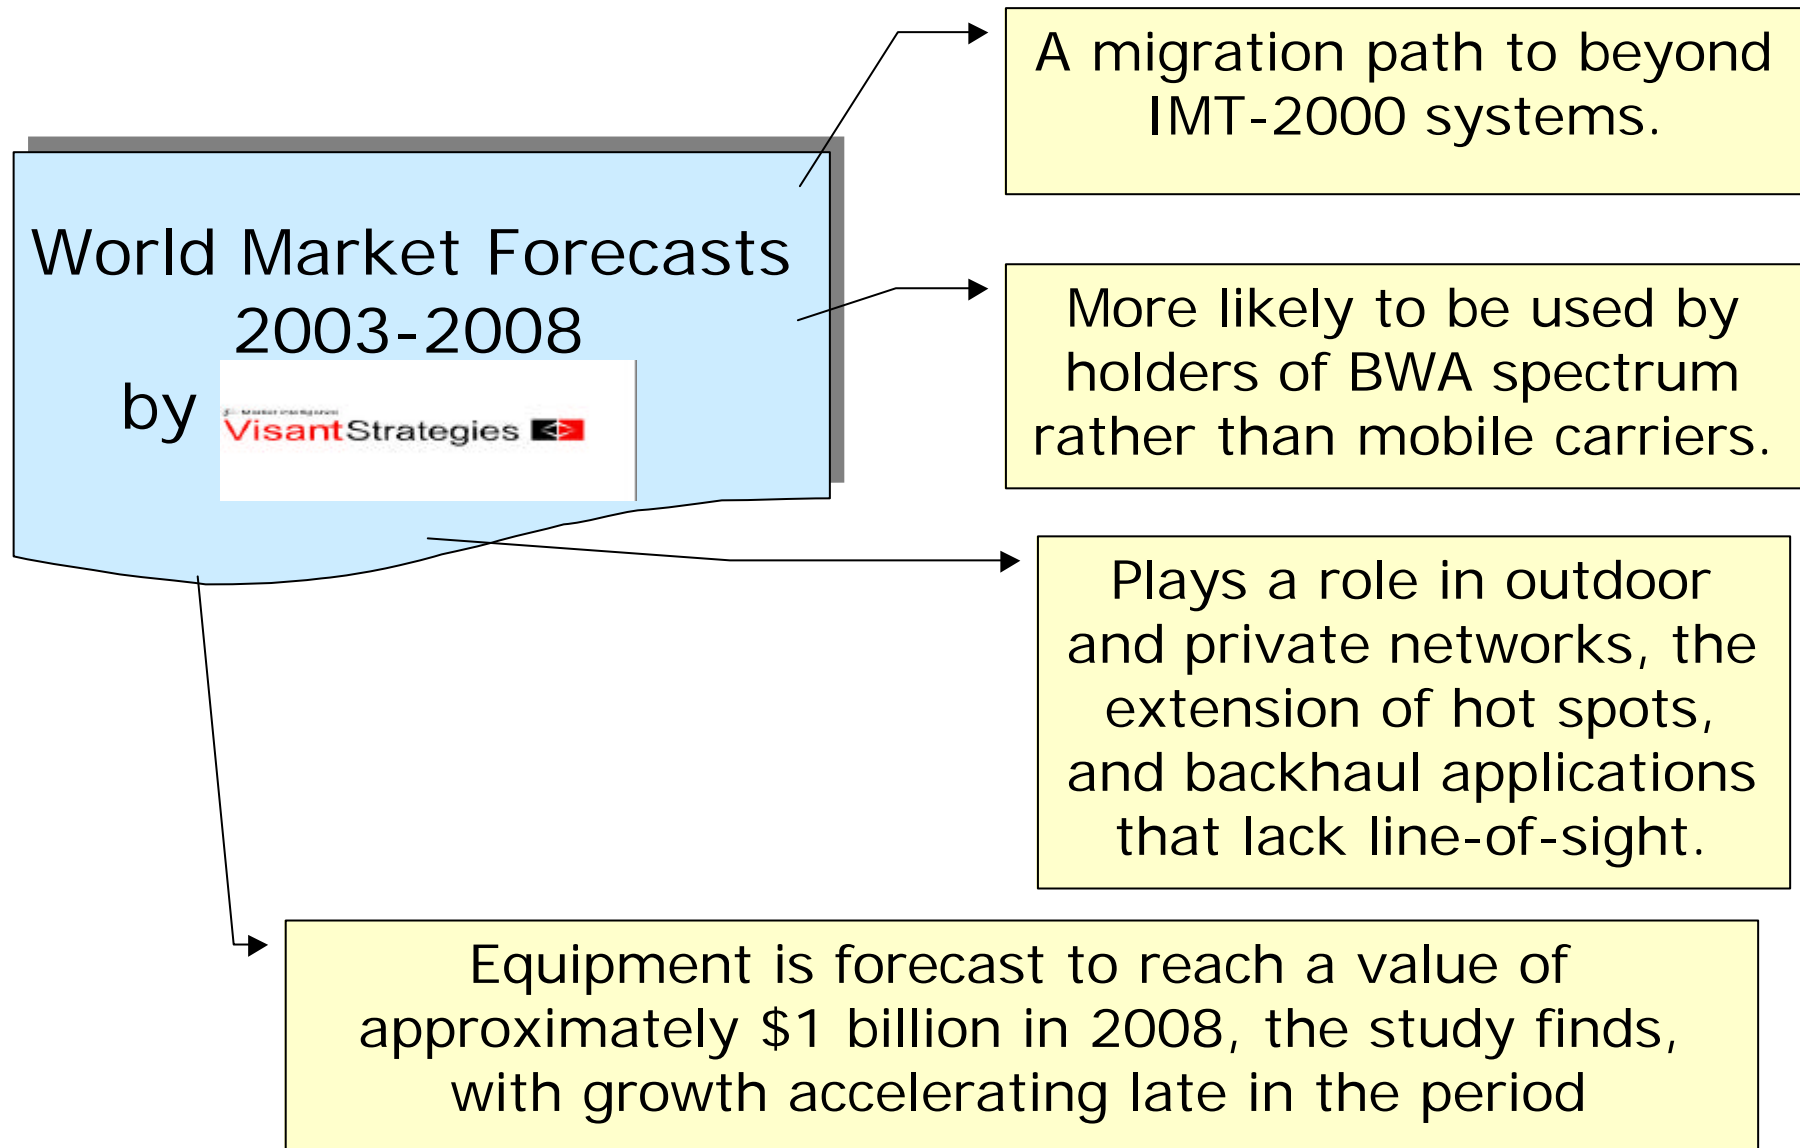 World Market Forecasts
2003-2008
by
VisantStrategies
A migration path to beyond
IMT-2000 systems.
More likely to be used by
holders of BWA spectrum
rather than mobile carriers.
Plays a role in outdoor
and private networks, the
extension of hot spots,
and backhaul applications
that lack line-of-sight.
Equipment is forecast to reach a value of
approximately $1 billion in 2008, the study finds,
with growth accelerating late in the period